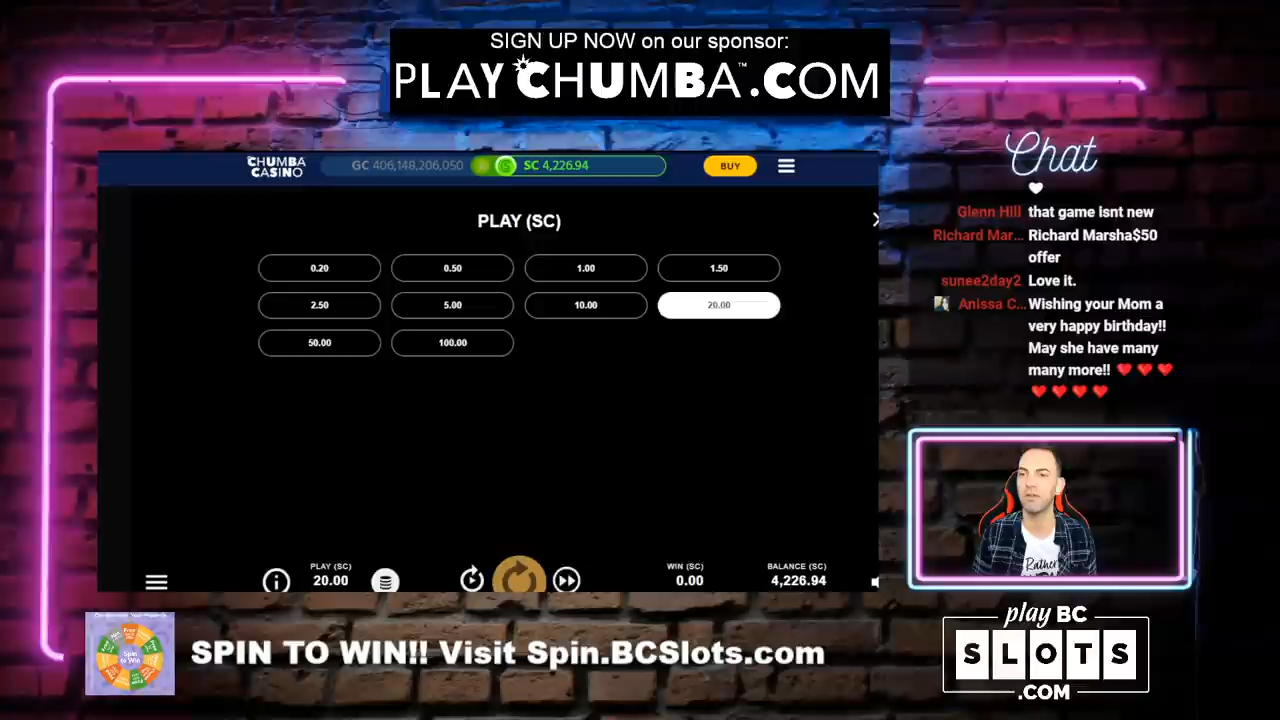 SIGN UP NOW on our sponsor:
PLAY CHUMBA™.COM
CHUMBA
CASINO
GC 406,148,206,050
SC 4,226.94
BUY
PLAY (SC)
0.20
0.50
1.00
1.50
2.50
5.00
10.00
20.00
50.00
100.00
PLAY (SC)
20.00
WIN (SC)
0.00
BALANCE (SC)
4,226.94
Chat
Glenn Hill that game isnt new
Richard Mar... Richard Marsha$50
offer
sunee2day2 Love it.
Anissa C... Wishing your Mom a
very happy birthday!!
May she have many
many more!! ❤️❤️❤️
❤️❤️❤️❤️
Rather
Spin
to Win
SPIN TO WIN!! Visit Spin.BCSlots.com
play BC
SLOTS
.COM